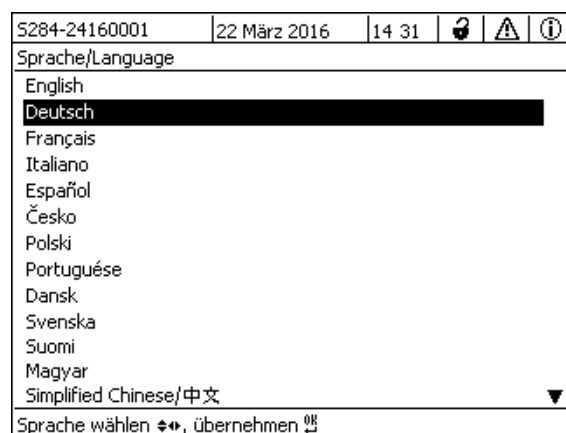 S284-24160001 22 März 2016 14 31
Sprache/Language
English
Deutsch
Français
Italiano
Español
Česko
Polski
Portuguése
Dansk
Svenska
Suomi
Magyar
Simplified Chinese/中文
Sprache wählen, übernehmen OK